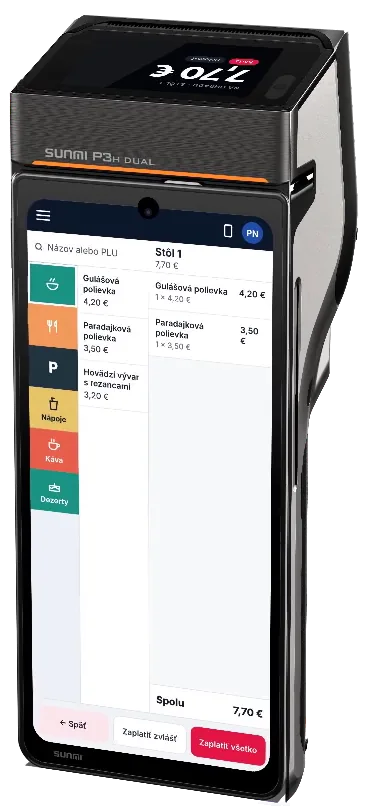 7,70 €
SUNMI P3H DUAL
PN
Názov alebo PLU
Stôl 1
7,70 €
Gulášová
polievka
4,20 €
Paradajková
polievka
3,50 €
Hovädzí vývar
s rezancami
3,20 €
P
Nápoje
Káva
Dezerty
Gulášová polievka
4,20 €
1 × 4,20 €
Paradajková
polievka
3,50
€
1 × 3,50 €
Spolu
7,70 €
← Späť
Zaplatiť zvlášť
Zaplatiť všetko
SUNMI